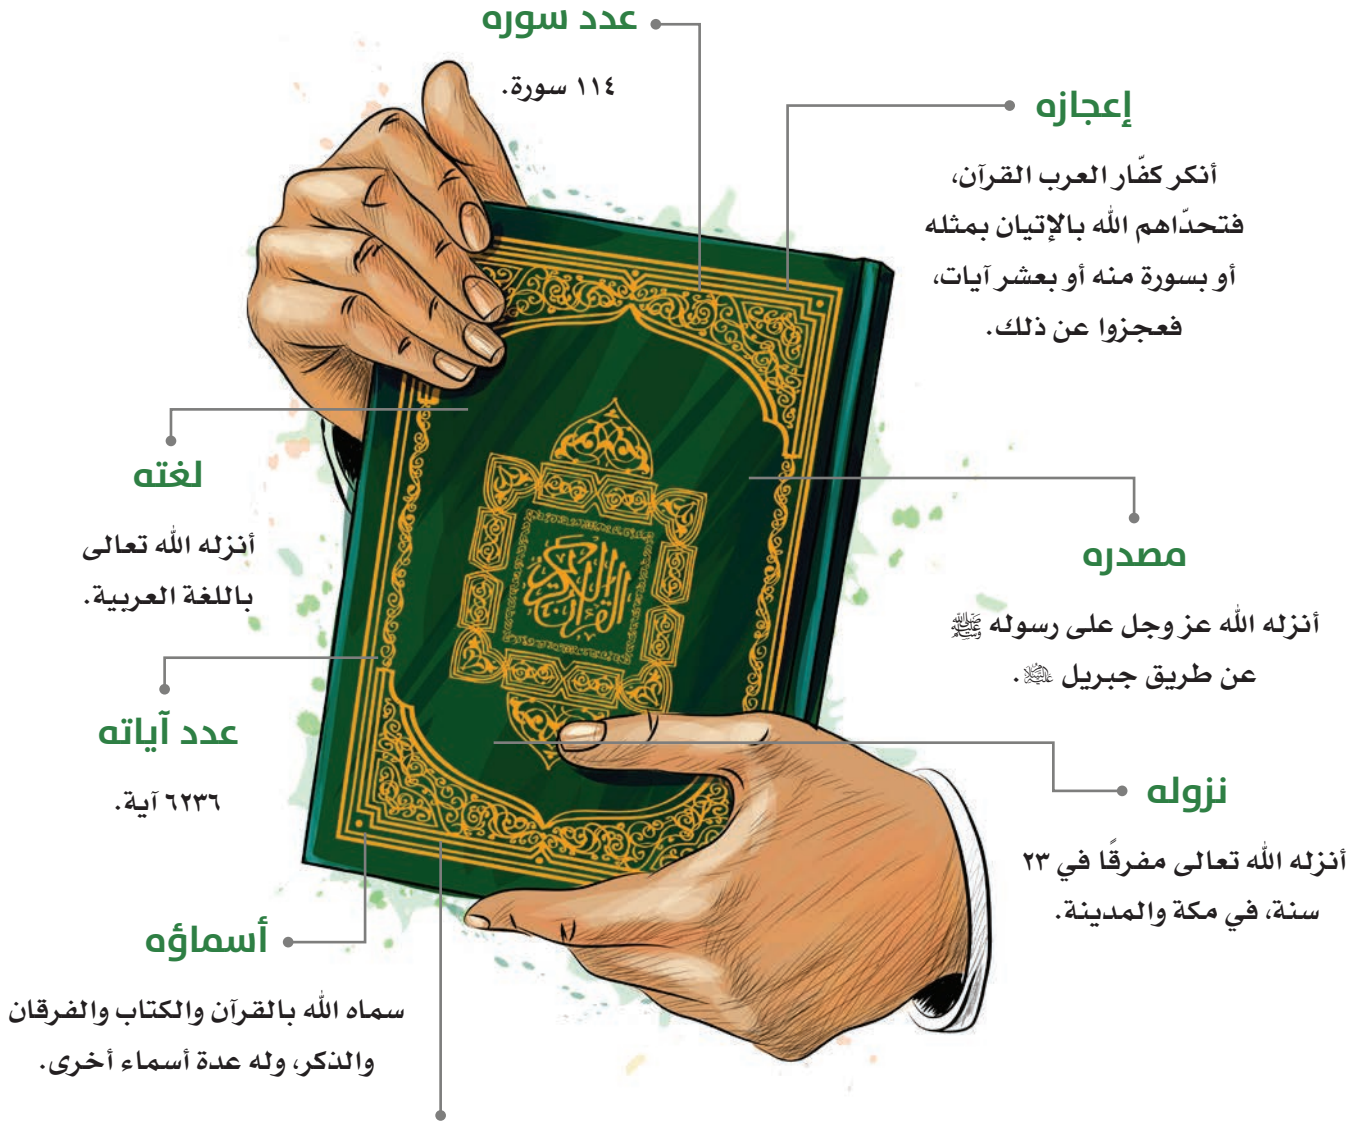 عدد سوره
١١٤ سورة.
إعجازه
أنكر كفّار العرب القرآن،
فتحدّاهم الله بالإتيان بمثله
أو بسورة منه أو بعشر آيات،
فعجزوا عن ذلك.
لغته
أنزله الله تعالى
باللغة العربية.
القرآن الكريم
مصدره
أنزله الله عز وجل على رسوله ﷺ
عن طريق جبريل عليه السلام.
عدد آياته
٦٢٣٦ آية.
نزوله
أنزله الله تعالى مفرقًا في ٢٣
سنة، في مكة والمدينة.
أسماؤه
سماه الله بالقرآن والكتاب والفرقان
والذكر، وله عدة أسماء أخرى.